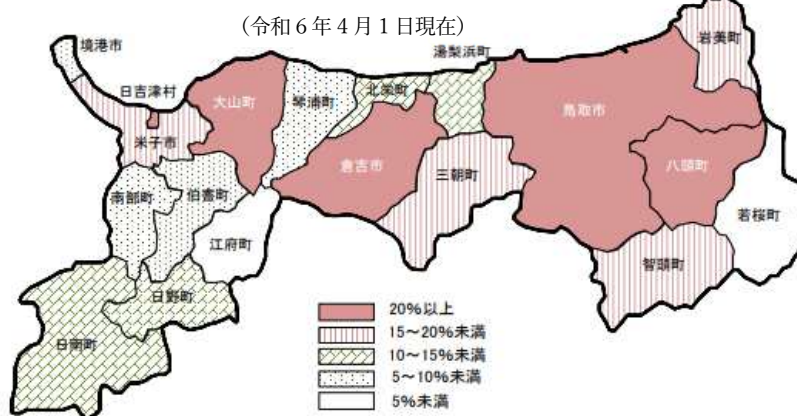 （令和６年４月１日現在）
境港市
岩美町
湯梨浜町
日吉津村
大山町
琴浦町
北栄町
鳥取市
米子市
倉吉市
三朝町
八頭町
南部町
伯耆町
若桜町
江府町
智頭町
日野町
日南町
20%以上
15～20%未満
10～15%未満
5～10%未満
5%未満